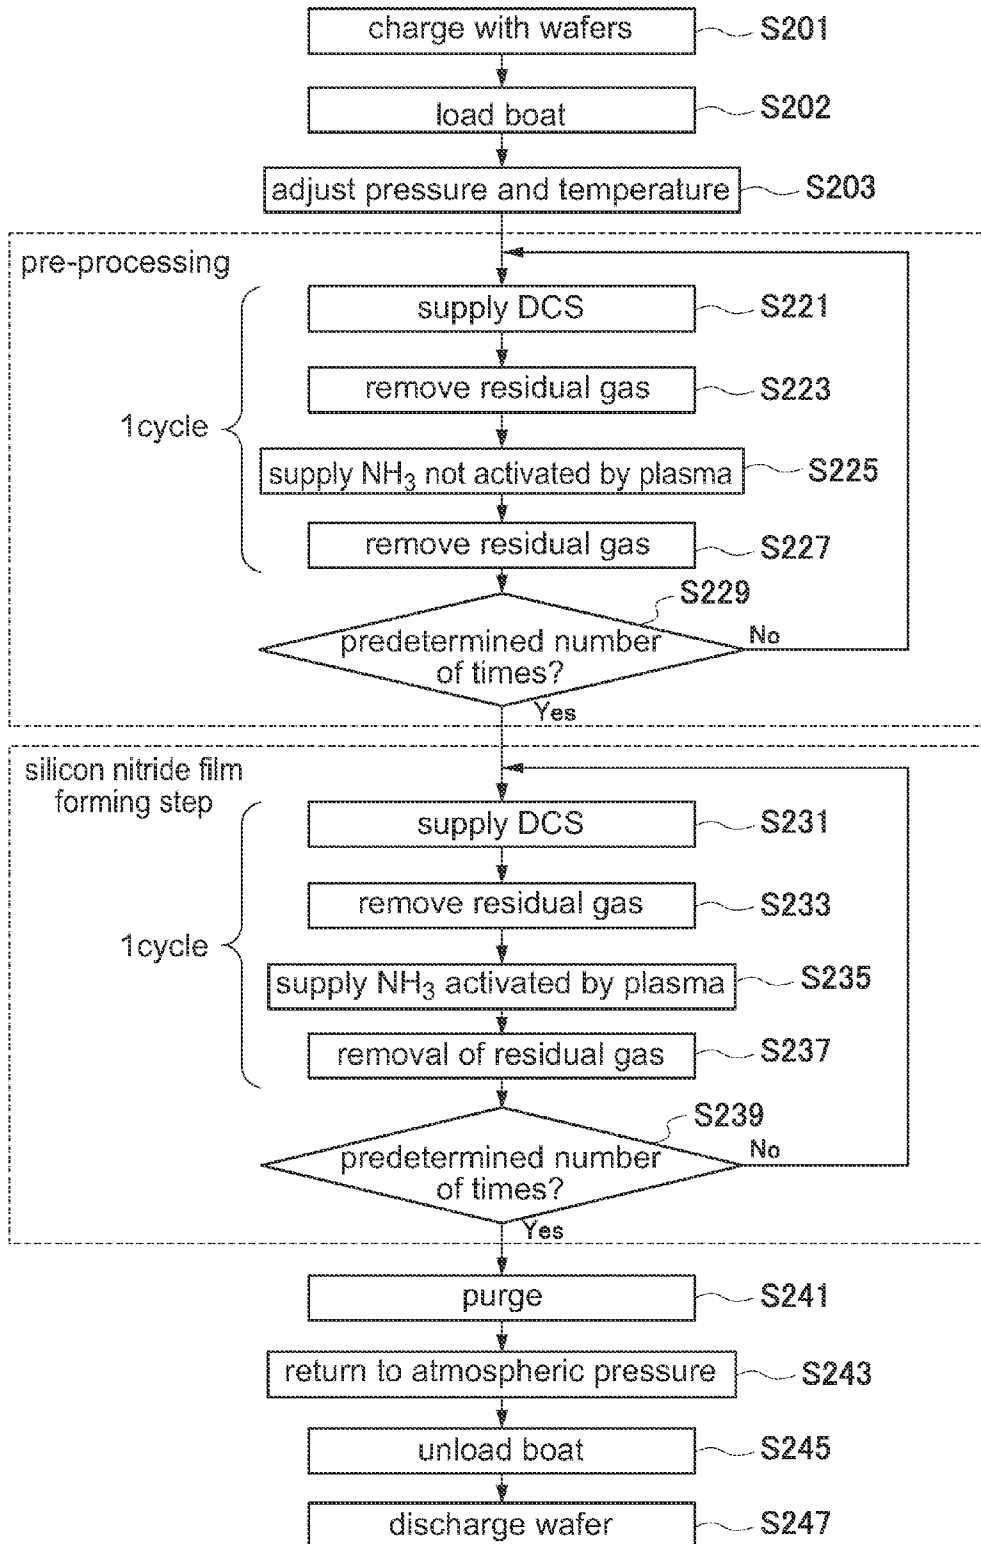 charge with wafers S201
load boat S202
adjust pressure and temperature S203
pre-processing
supply DCS S221
remove residual gas S223
1cycle
supply NH₃ not activated by plasma S225
remove residual gas S227
S229
predetermined number
of times?
No
Yes
silicon nitride film
forming step
supply DCS S231
remove residual gas S233
1cycle
supply NH₃ activated by plasma S235
removal of residual gas S237
S239
predetermined number
of times?
No
Yes
purge S241
return to atmospheric pressure S243
unload boat S245
discharge wafer S247